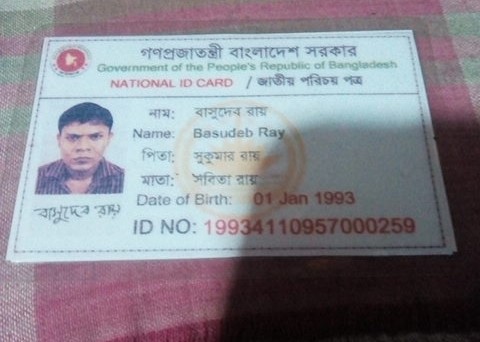 গণপ্রজাতন্ত্রী বাংলাদেশ সরকার
Government of the People's Republic of Bangladesh
NATIONAL ID CARD / জাতীয় পরিচয় পত্র
নাম: বাসুদেব রায়
Name: Basudeb Ray
পিতা: সুকুমার রায়
মাতা: সবিতা রায়
Date of Birth: 01 Jan 1993
বাসুদেব রায়
ID NO: 19934110957000259